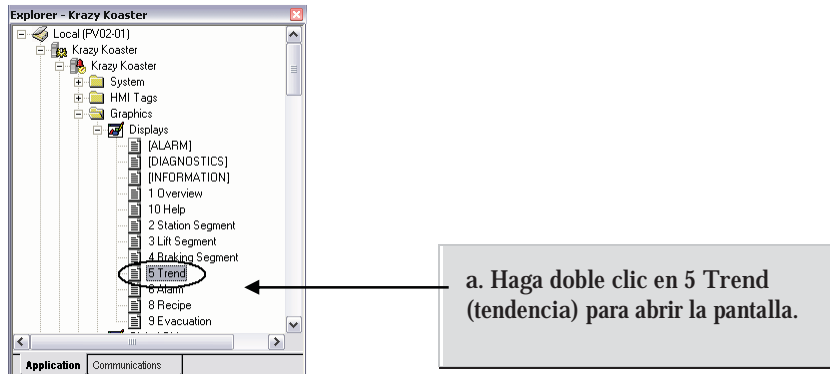 Explorer - Krazy Koaster
Local (PV02-01)
Krazy Koaster
Krazy Koaster
System
HMI Tags
Graphics
Displays
[ALARM]
[DIAGNOSTICS]
[INFORMATION]
1 Overview
10 Help
2 Station Segment
3 Lift Segment
4 Braking Segment
5 Trend
6 Alarm
8 Recipe
9 Evacuation
Application Communications
a. Haga doble clic en 5 Trend
(tendencia) para abrir la pantalla.